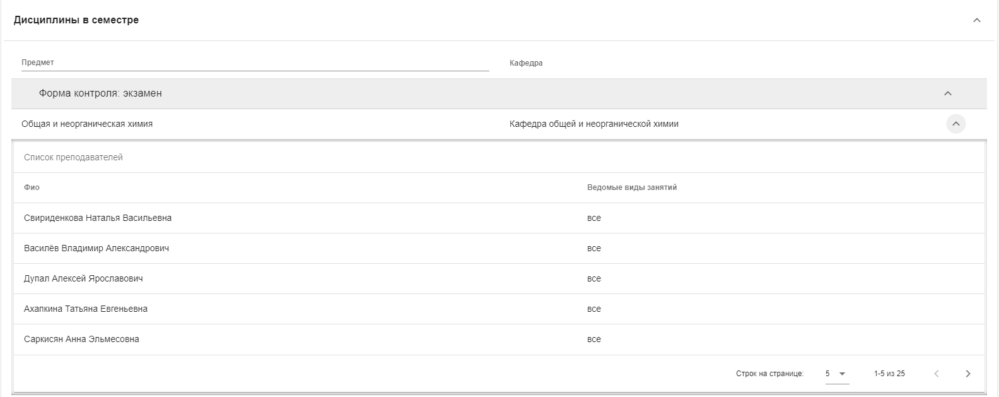 Дисциплины в семестре
Предмет Кафедра
Форма контроля: экзамен
Общая и неорганическая химия Кафедра общей и неорганической химии
Список преподавателей
Фио Ведомые виды занятий
Свириденкова Наталья Васильевна все
Василёв Владимир Александрович все
Дупал Алексей Ярославович все
Ахапкина Татьяна Евгеньевна все
Саркисян Анна Эльмесовна все
Строк на странице: 5 1-5 из 25